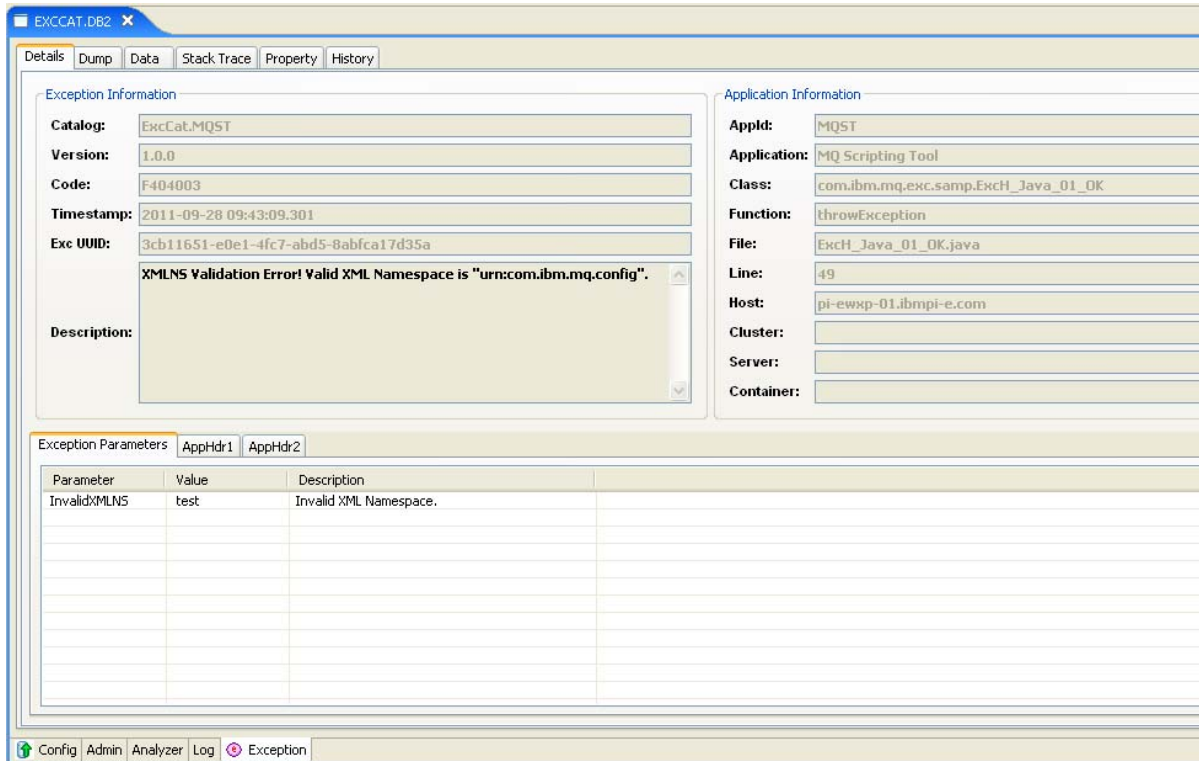 EXCCAT.DB2
Details Dump Data Stack Trace Property History
Exception Information
Catalog: ExcCat.MQST
Version: 1.0.0
Code: F404003
Timestamp: 2011-09-28 09:43:09.301
Exc UUID: 3cb11651-e0e1-4fc7-abd5-8abfca17d35a
Description: XMLNS Validation Error! Valid XML Namespace is "urn:com.ibm.mq.config".
Application Information
AppId: MQST
Application: MQ Scripting Tool
Class: com.ibm.mq.exc.samp.ExcH_Java_01_OK
Function: throwException
File: ExcH_Java_01_OK.java
Line: 49
Host: pi-ewxp-01.ibmpi-e.com
Cluster:
Server:
Container:
Exception Parameters AppHdr1 AppHdr2
Parameter Value Description
InvalidXMLNS test Invalid XML Namespace.
Config Admin Analyzer Log Exception